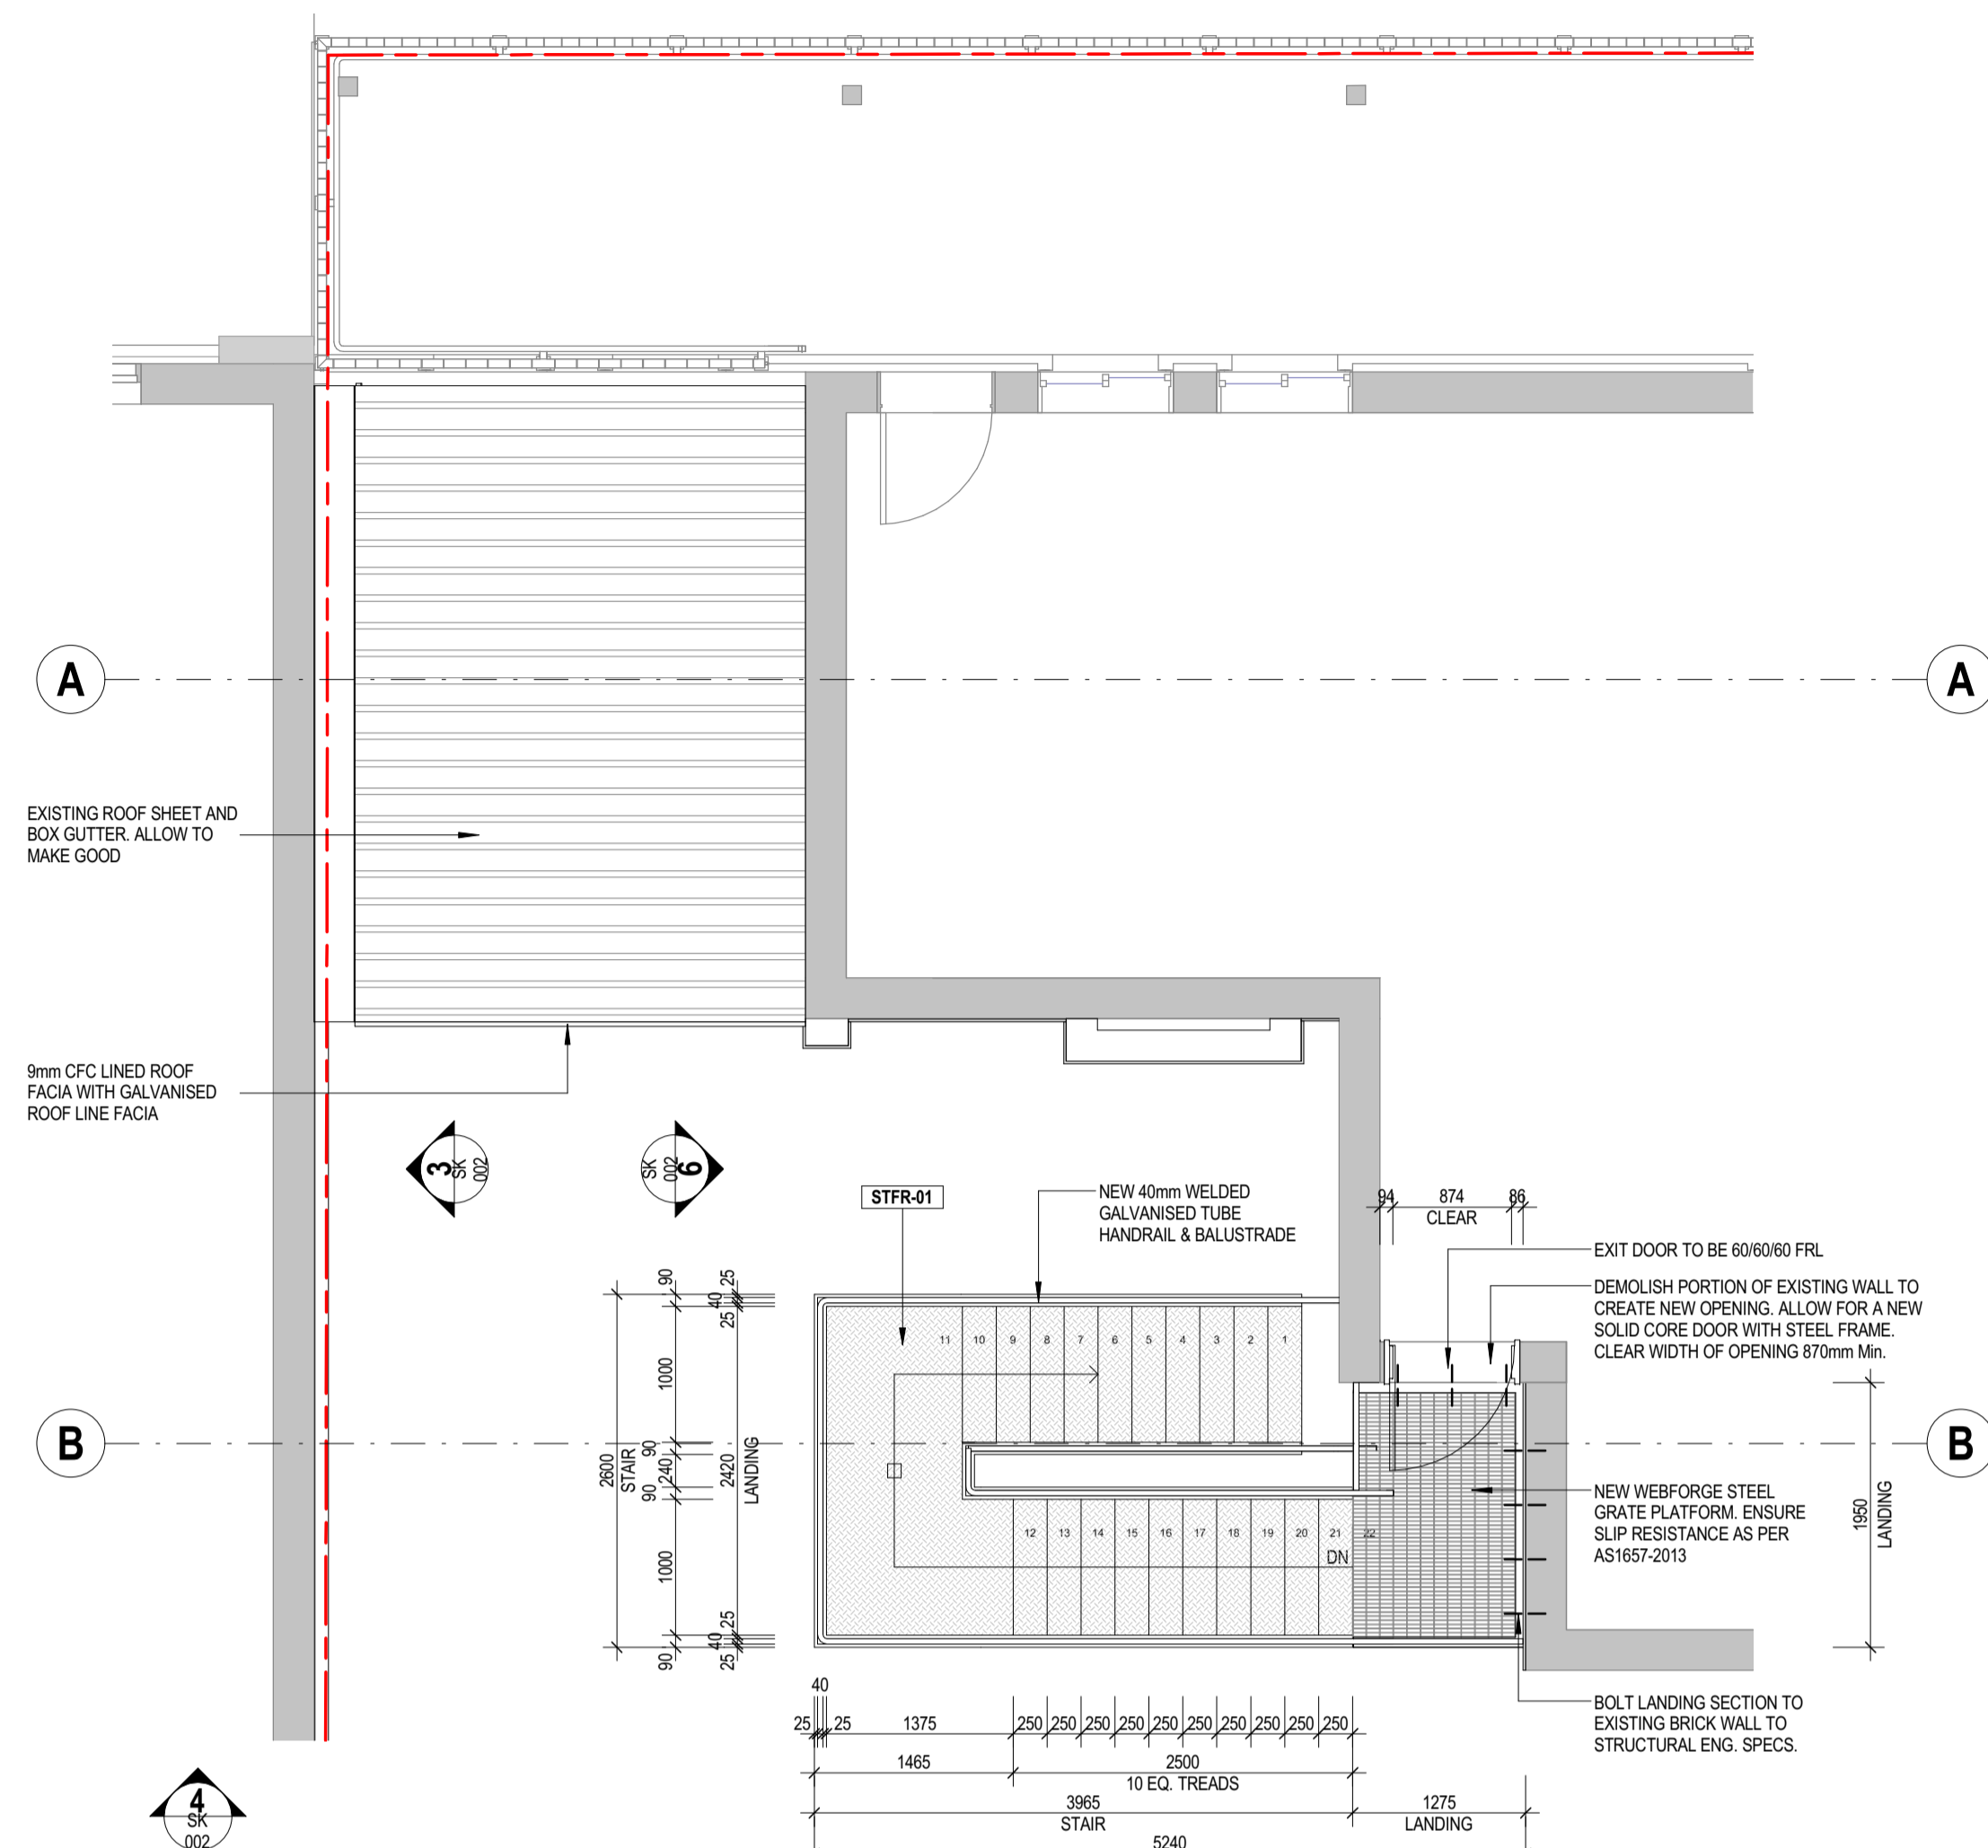 A
A
EXISTING ROOF SHEET AND
BOX GUTTER. ALLOW TO
MAKE GOOD
9mm CFC LINED ROOF
FACIA WITH GALVANISED
ROOF LINE FACIA
3
SK
002
6
SK
002
STFR-01
NEW 40mm WELDED
GALVANISED TUBE
HANDRAIL & BALUSTRADE
94
874
86
CLEAR
EXIT DOOR TO BE 60/60/60 FRL
DEMOLISH PORTION OF EXISTING WALL TO
CREATE NEW OPENING. ALLOW FOR A NEW
SOLID CORE DOOR WITH STEEL FRAME.
CLEAR WIDTH OF OPENING 870mm Min.
90
25
40
25
11 10 9 8 7 6 5 4 3 2 1
1000
B
B
2600
STAIR
90
240
90
2420
LANDING
NEW WEBFORGE STEEL
GRATE PLATFORM. ENSURE
SLIP RESISTANCE AS PER
AS1657-2013
1950
LANDING
12 13 14 15 16 17 18 19 20 21 22
DN
1000
25
40
25
90
40
25 25 1375 250 250 250 250 250 250 250 250 250 250
1465 2500
10 EQ. TREADS
3965 1275
STAIR LANDING
5240
BOLT LANDING SECTION TO
EXISTING BRICK WALL TO
STRUCTURAL ENG. SPECS.
4
SK
002